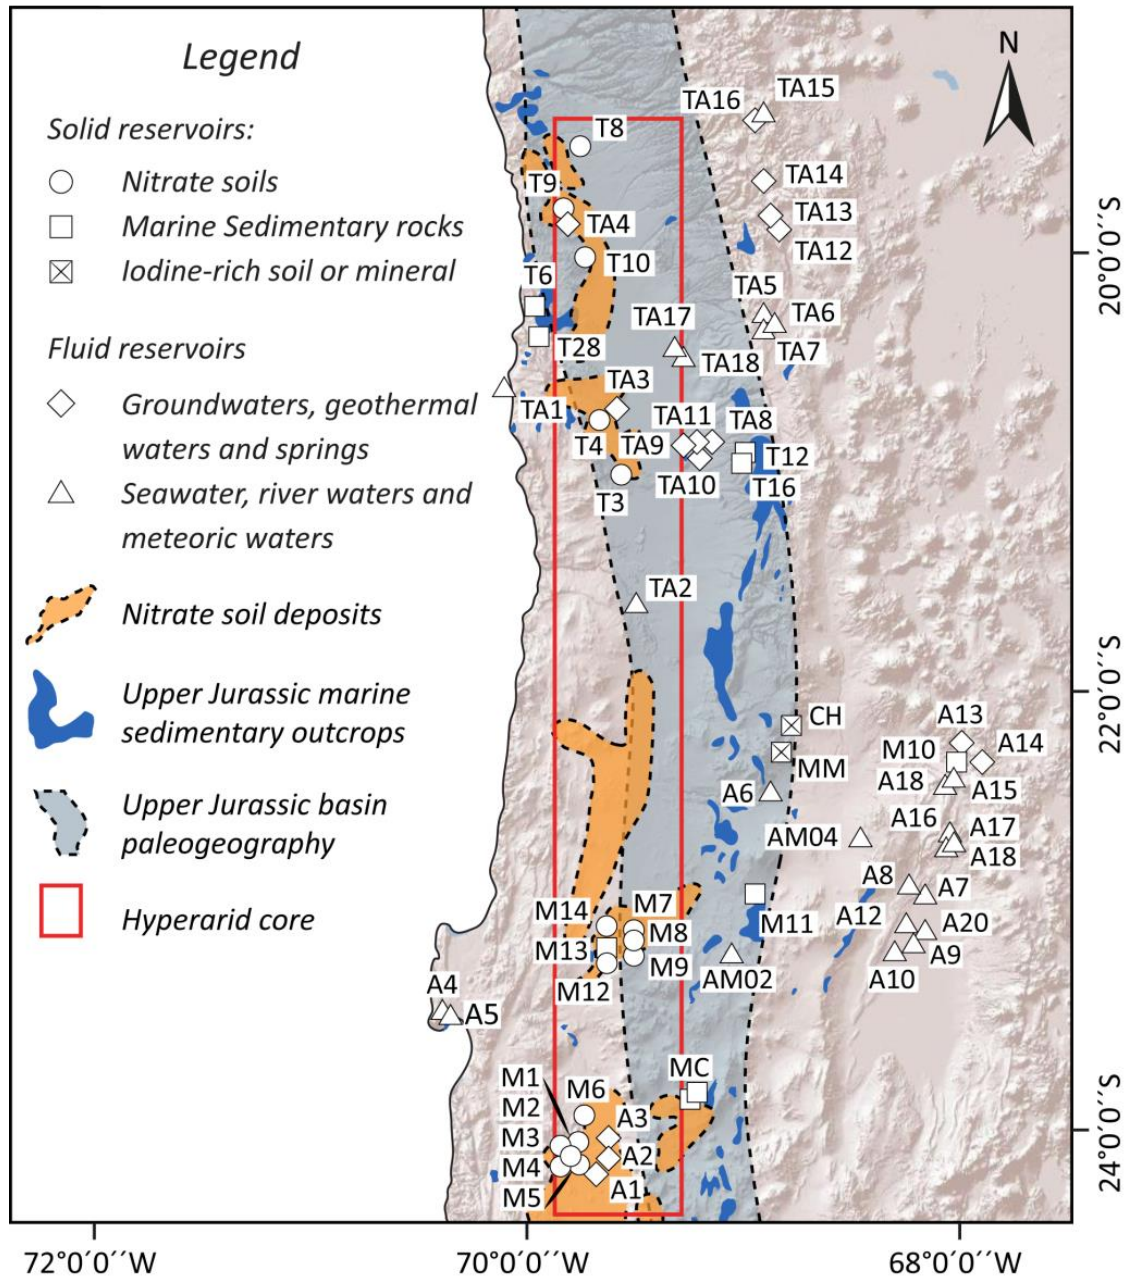 Legend
Solid reservoirs:
Nitrate soils
Marine Sedimentary rocks
Iodine-rich soil or mineral
Fluid reservoirs
Groundwaters, geothermal
waters and springs
Seawater, river waters and
meteoric waters
Nitrate soil deposits
Upper Jurassic marine
sedimentary outcrops
Upper Jurassic basin
paleogeography
Hyperarid core
N
TA15
TA16
T8
TA14
T9
TA13
TA4
TA12
T10
T6
TA5
TA6
TA17
T28
TA7
TA18
TA3
TA1
TA11
TA8
T4
TA9
T12
TA10
T16
T3
TA2
CH
A13
M10
A14
MM
A18
A15
A6
A16
A17
AM04
A18
A8
A7
M14
M7
M11
A12
A20
M8
M13
M9
AM02
A9
A10
M12
A4
A5
MC
M1
M6
M2
A3
M3
A2
M4
A1
M5
20°0´0´´S
22°0´0´´S
24°0´0´´S
72°0´0´´W
70°0´0´´W
68°0´0´´W